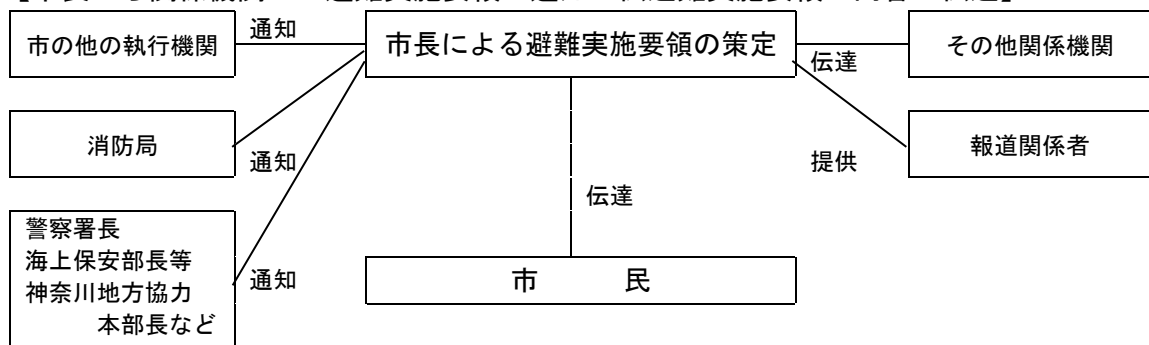 市の他の執行機関
通知
市長による避難実施要領の策定
伝達
その他関係機関
消防局
通知
提供
報道関係者
伝達
警察署長
海上保安部長等
神奈川地方協力
本部長など
通知
市　　　民